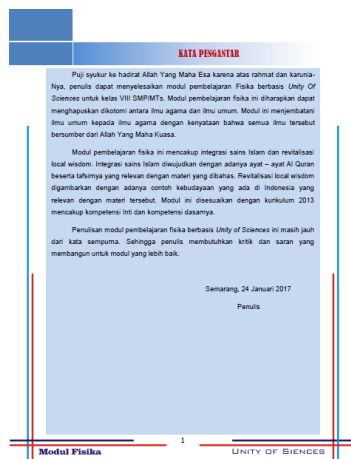 KATA PENGANTAR
Puji syukur ke hadirat Allah Yang Maha Esa karena atas rahmat dan karunia-
Nya, penulis dapat menyelesaikan modul pembelajaran Fisika berbasis Unity Of
Sciences untuk kelas VIII SMP/MTs. Modul pembelajaran fisika ini diharapkan dapat
menghapuskan dikotomi antara ilmu agama dan ilmu umum. Modul ini menjembatani
ilmu umum kepada ilmu agama dengan kenyataan bahwa semua ilmu tersebut
bersumber dari Allah Yang Maha Kuasa.
Modul pembelajaran fisika ini mencakup integrasi sains Islam dan revitalisasi
local wisdom. Integrasi sains Islam diwujudkan dengan adanya ayat – ayat Al Quran
beserta tafsirnya yang relevan dengan materi yang dibahas. Revitalisasi local wisdom
digambarkan dengan adanya contoh kebudayaan yang ada di Indonesia yang
relevan dengan materi tersebut. Modul ini disesuaikan dengan kurikulum 2013
mencakup kompetensi Inti dan kompetensi dasarnya.
Penulisan modul pembelajaran fisika berbasis Unity of Sciences ini masih jauh
dari kata sempurna. Sehingga penulis membutuhkan kritik dan saran yang
membangun untuk modul yang lebih baik.
Semarang, 24 Januari 2017
Penulis
1
Modul Fisika
UNITY OF SIENCES